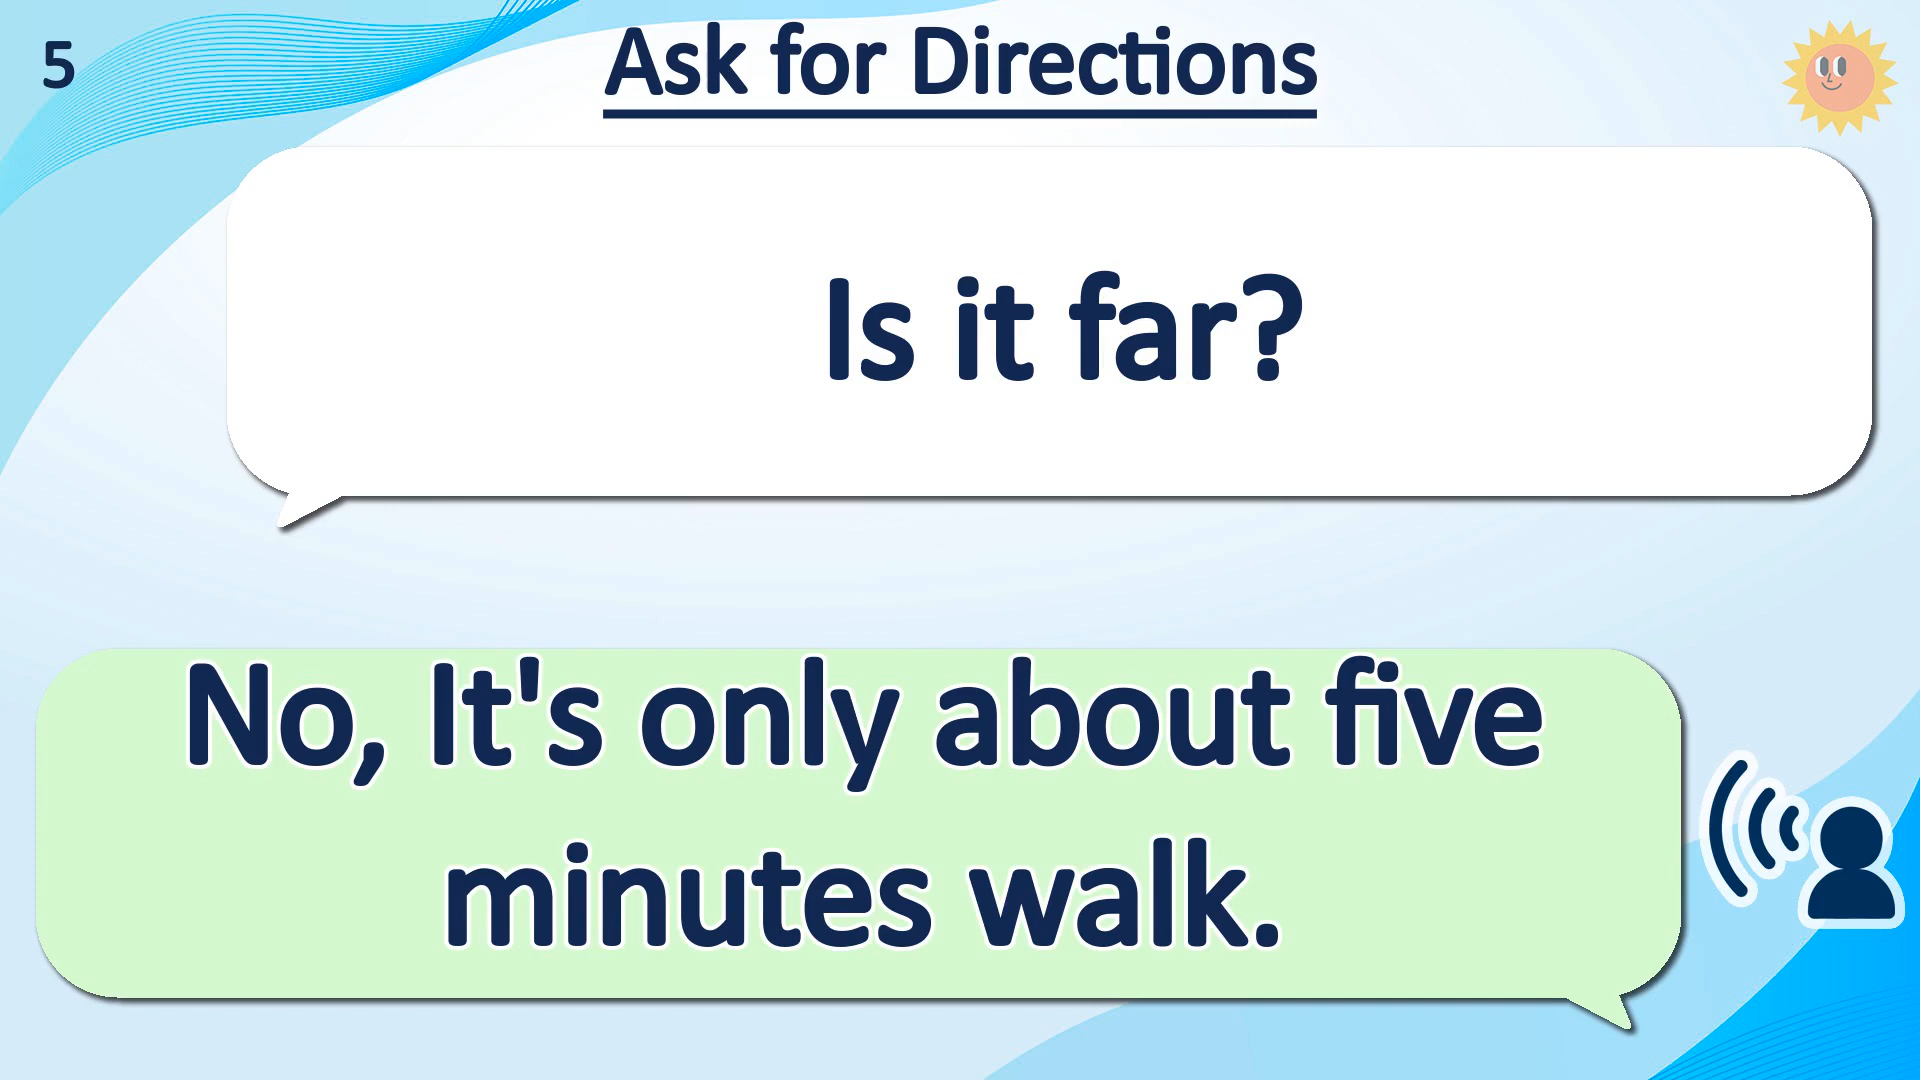 5
Ask for Directions
Is it far?
No, It's only about five
minutes walk.